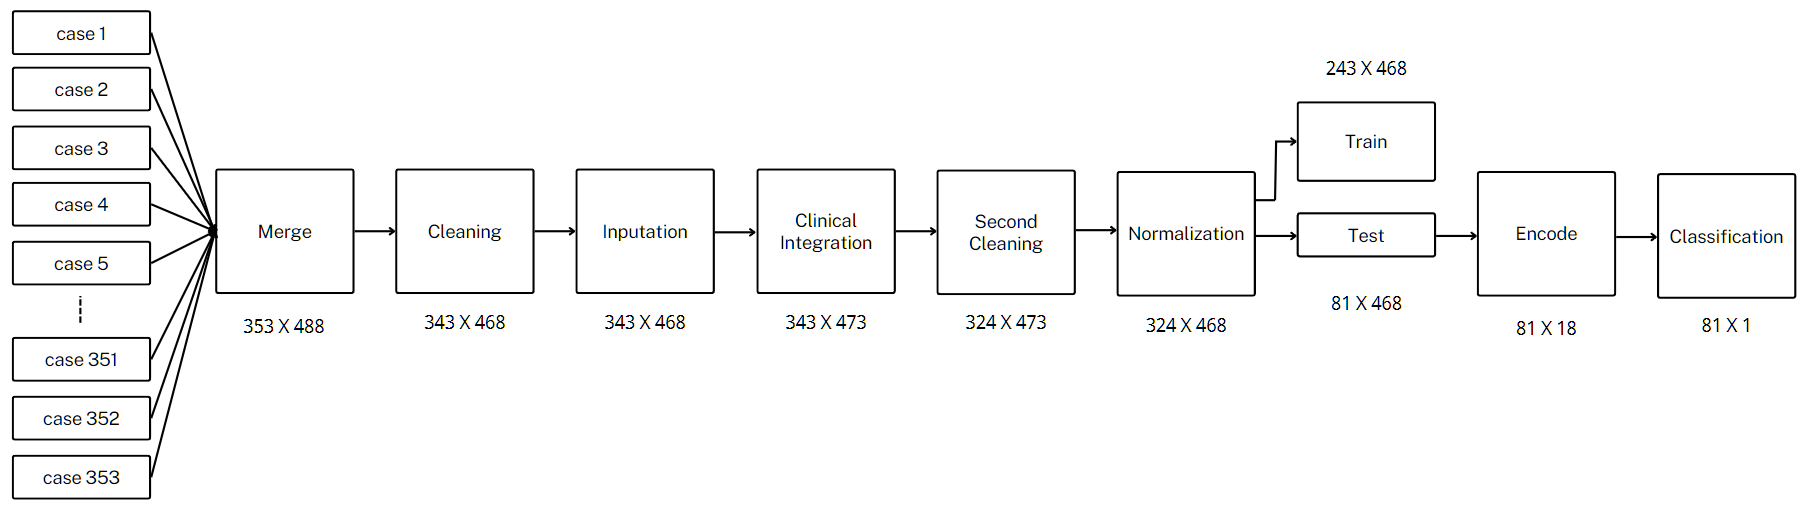 case 1
case 2
case 3
case 4
case 5
case 351
case 352
case 353
Merge
353 X 488
Cleaning
343 X 468
Inputation
343 X 468
Clinical
Integration
343 X 473
Second
Cleaning
324 X 473
Normalization
324 X 468
243 X 468
Train
Test
81 X 468
Encode
81 X 18
Classification
81 X 1